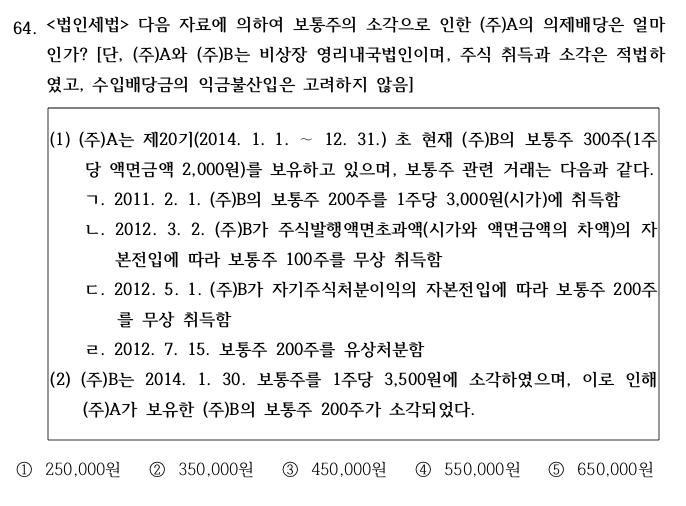 64. <법인세법> 다음 자료에 의하여 보통주의 소각으로 인한 (주)A의 의제배당은 얼마
인가? [단, (주)A와 (주)B는 비상장 영리내국법인이며, 주식 취득과 소각은 적법하
였고, 수입배당금의 익금불산입은 고려하지 않음]
(1) (주)A는 제20기(2014. 1. 1. ~ 12. 31.) 초 현재 (주)B의 보통주 300주(1주
당 액면금액 2,000원)를 보유하고 있으며, 보통주 관련 거래는 다음과 같다.
ㄱ. 2011. 2. 1. (주)B의 보통주 200주를 1주당 3,000원(시가)에 취득함
ㄴ. 2012. 3. 2. (주)B가 주식발행액면초과액(시가와 액면금액의 차액)의 자
본전입에 따라 보통주 100주를 무상 취득함
ㄷ. 2012. 5. 1. (주)B가 자기주식처분이익의 자본전입에 따라 보통주 200주
를 무상 취득함
ㄹ. 2012. 7. 15. 보통주 200주를 유상처분함
(2) (주)B는 2014. 1. 30. 보통주를 1주당 3,500원에 소각하였으며, 이로 인해
(주)A가 보유한 (주)B의 보통주 200주가 소각되었다.
① 250,000원 ② 350,000원 ③ 450,000원 ④ 550,000원 ⑤ 650,000원